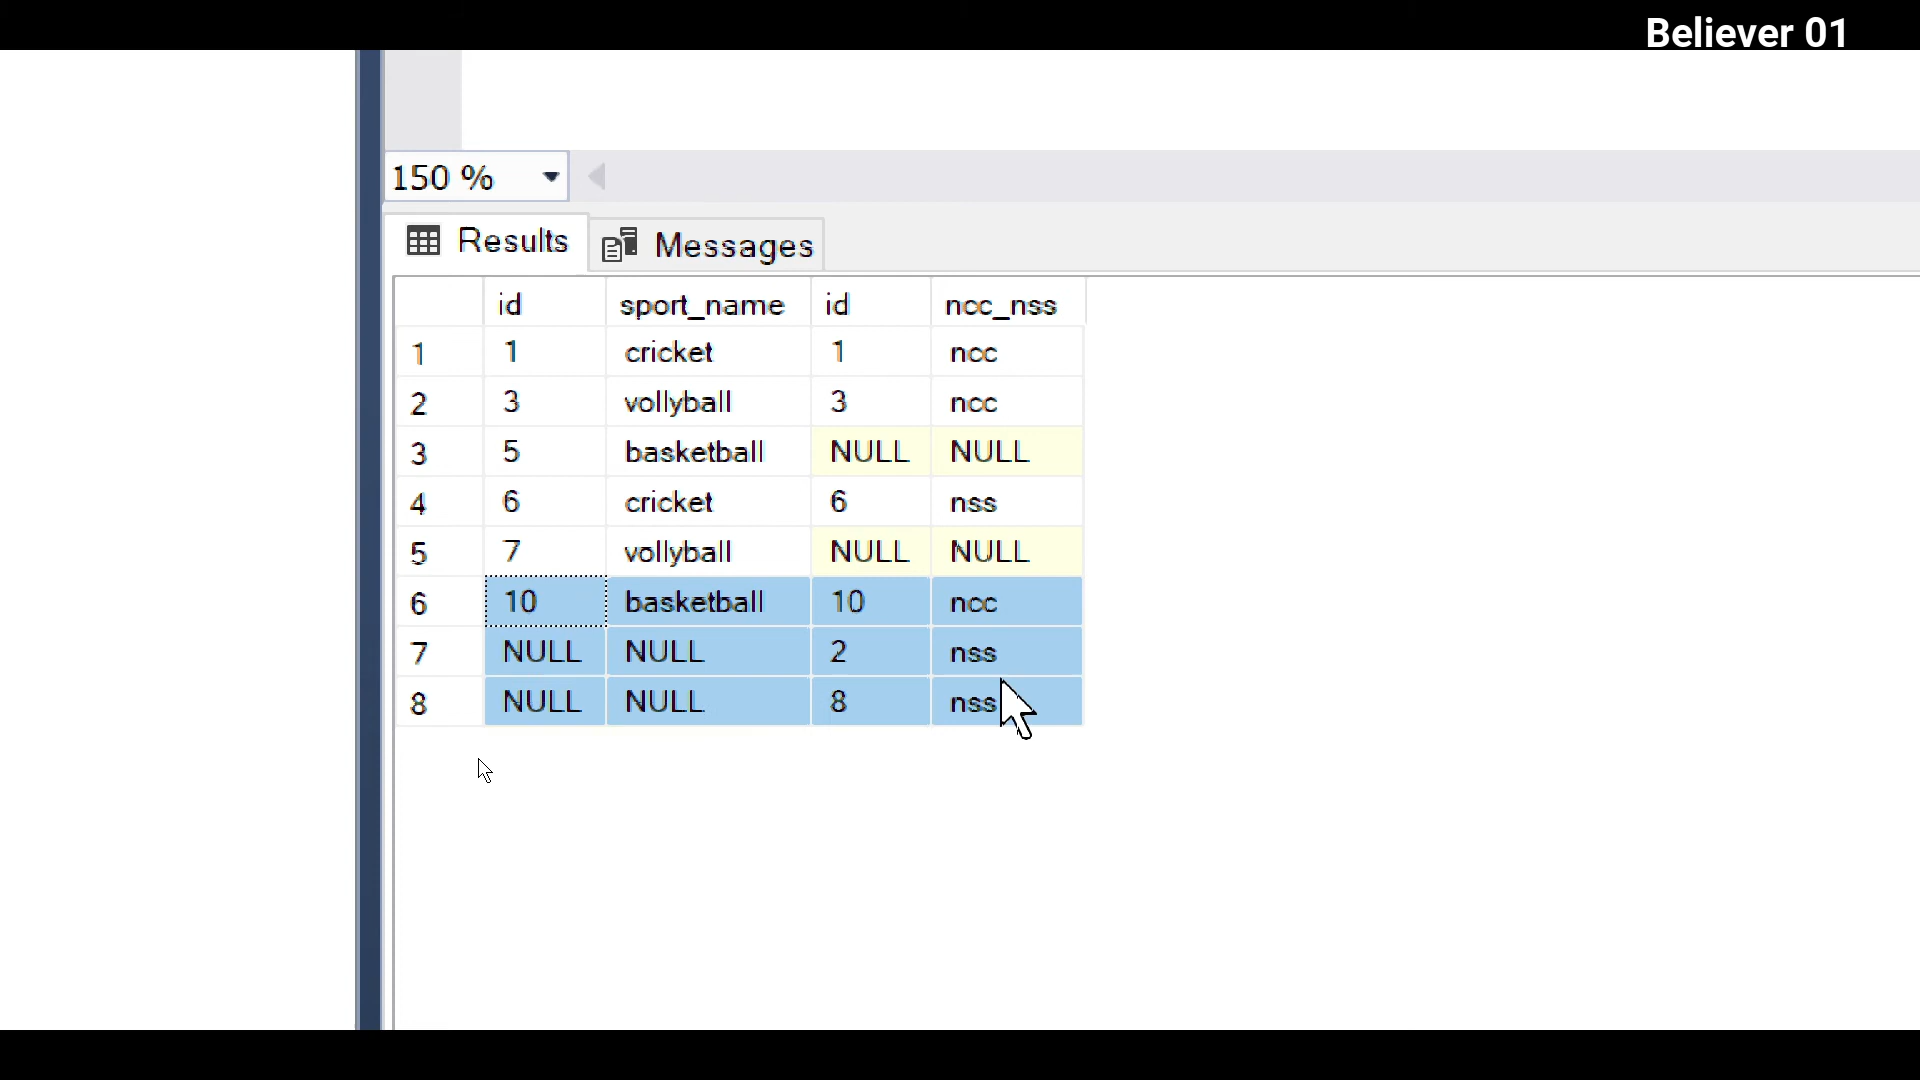 Believer 01
150 %
Results Messages
id sport_name id ncc_nss
1 1 cricket 1 ncc
2 3 vollyball 3 ncc
3 5 basketball NULL NULL
4 6 cricket 6 nss
5 7 vollyball NULL NULL
6 10 basketball 10 ncc
7 NULL NULL 2 nss
8 NULL NULL 8 nss